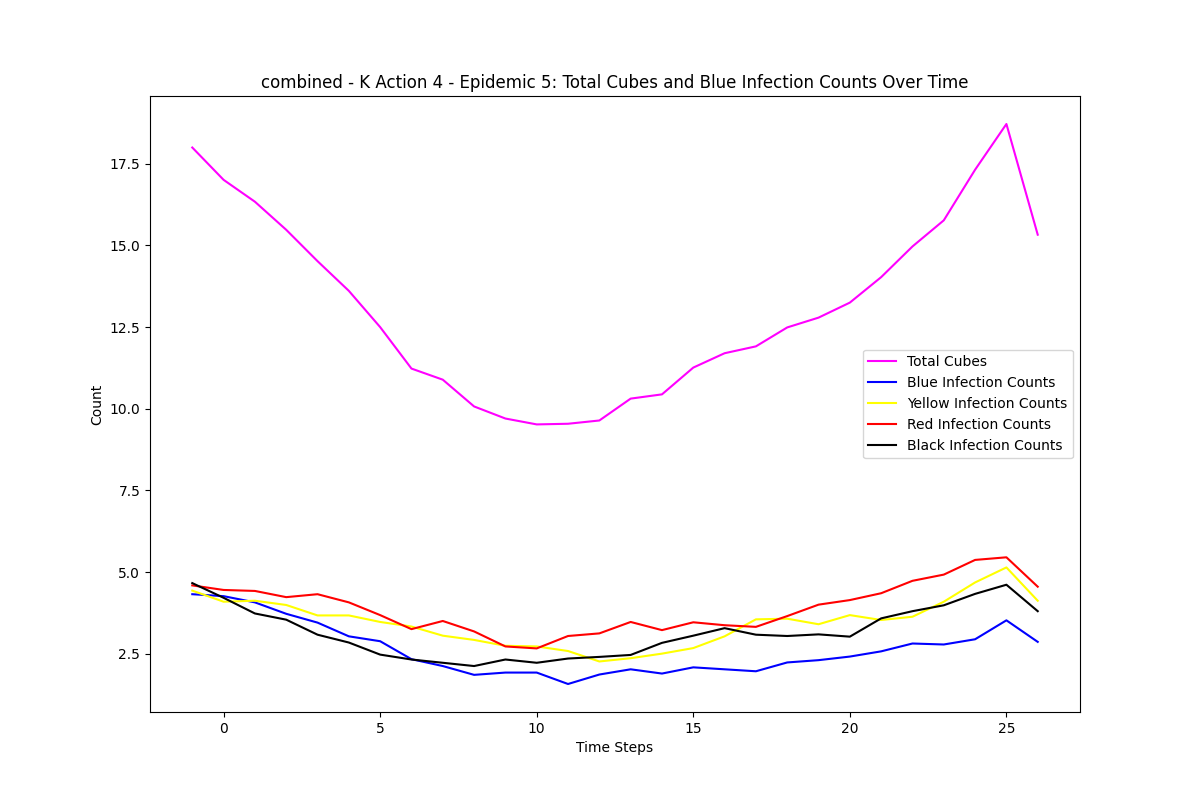 combined - K Action 4 - Epidemic 5: Total Cubes and Blue Infection Counts Over Time
17.5
15.0
12.5
10.0
7.5
5.0
2.5
Count
Total Cubes
Blue Infection Counts
Yellow Infection Counts
Red Infection Counts
Black Infection Counts
0 5 10 15 20 25
Time Steps